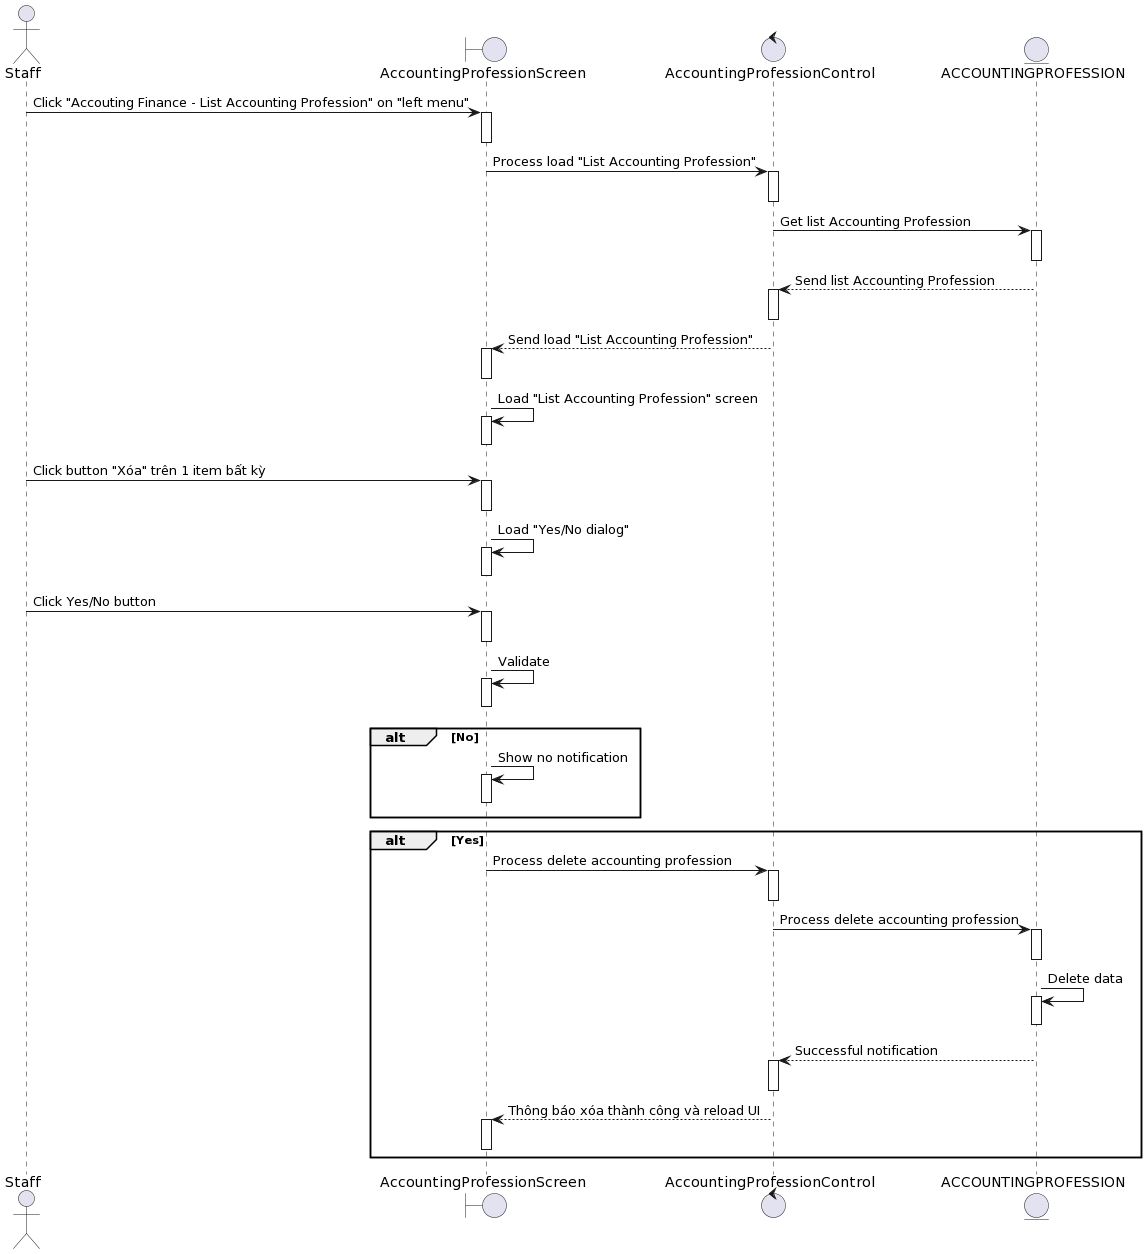 Staff
AccountingProfessionScreen
AccountingProfessionControl
ACCOUNTINGPROFESSION
Click "Accouting Finance - List Accounting Profession" on "left menu"
Process load "List Accounting Profession"
Get list Accounting Profession
Send list Accounting Profession
Send load "List Accounting Profession"
Load "List Accounting Profession" screen
Click button "Xóa" trên 1 item bất kỳ
Load "Yes/No dialog"
Click Yes/No button
Validate
alt [No]
Show no notification
alt [Yes]
Process delete accounting profession
Process delete accounting profession
Delete data
Successful notification
Thông báo xóa thành công và reload UI
Staff
AccountingProfessionScreen
AccountingProfessionControl
ACCOUNTINGPROFESSION